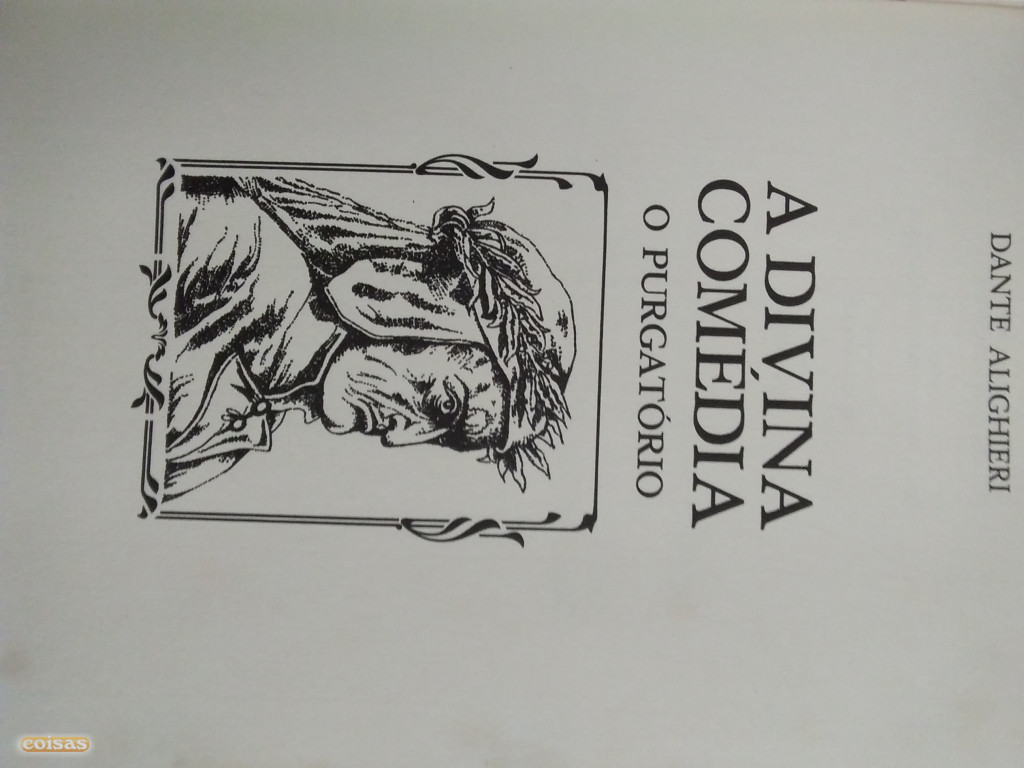 DANTE ALIGHIERI
A DIVINA
COMÉDIA
O PURGATÓRIO
coisas